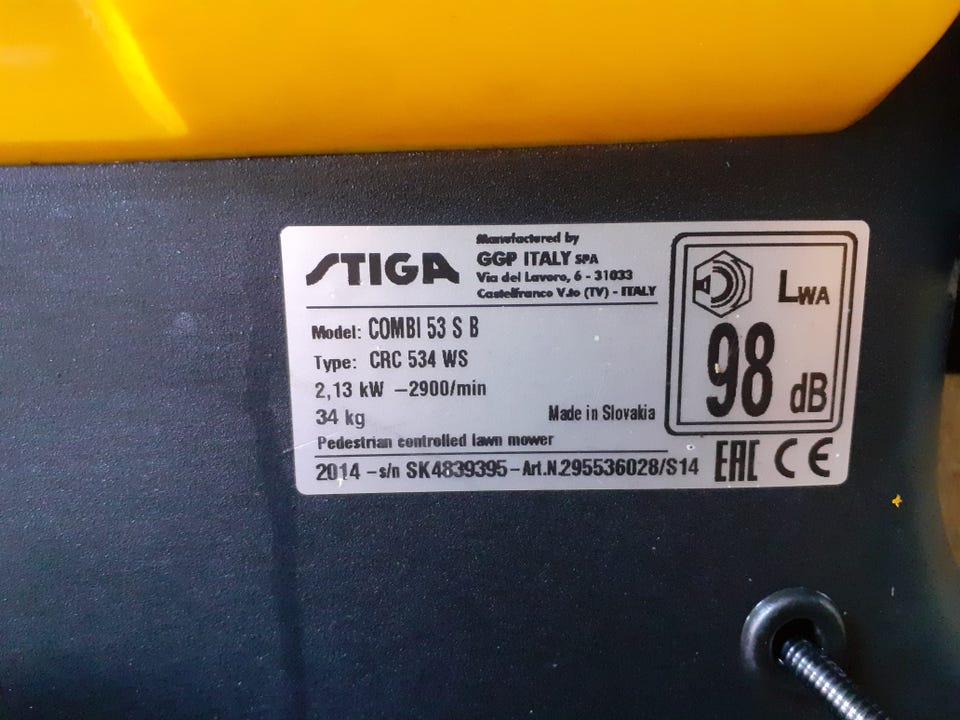 STIGA
Manufactured by
GGP ITALY SPA
Via del Lavoro, 6 - 31033
Castelfranco V.to (TV) - ITALY
Model: COMBI 53 S B
Type: CRC 534 WS
2,13 kW -2900/min
34 kg
Made in Slovakia
Pedestrian controlled lawn mower
2014 -s/n SK4839395-Art.N.295536028/S14
LWA
98 dB
EAC CE